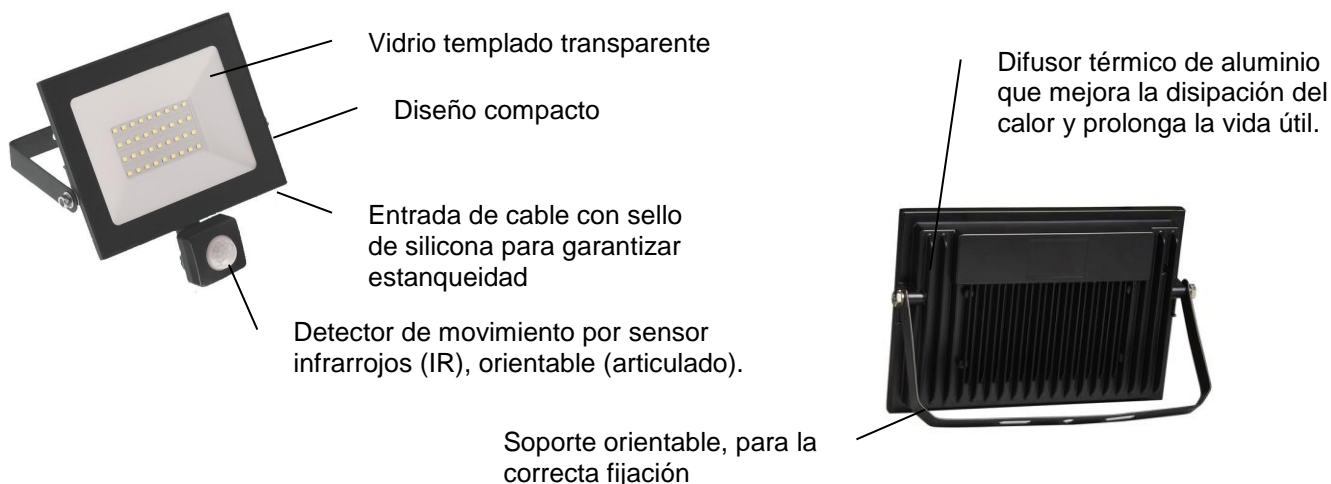 Vidrio templado transparente
Diseño compacto
Entrada de cable con sello
de silicona para garantizar
estanqueidad
Detector de movimiento por sensor
infrarrojos (IR), orientable (articulado).
Difusor térmico de aluminio
que mejora la disipación del
calor y prolonga la vida útil.
Soporte orientable, para la
correcta fijación